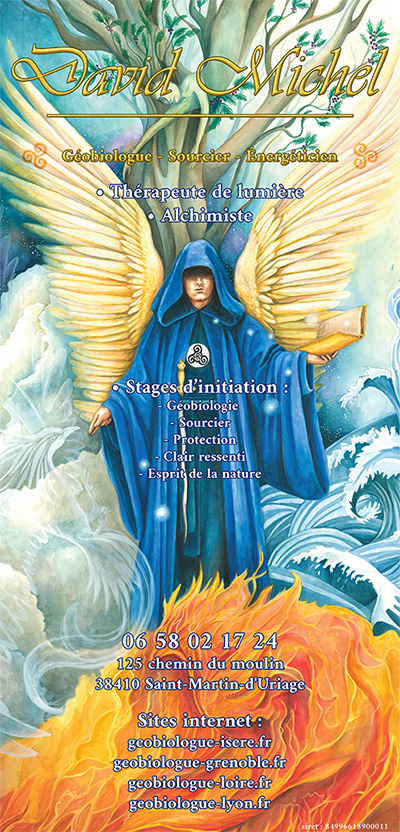 David Michel
Géobiologue - Sourcier - Énergéticien
• Thérapeute de lumière
• Alchimiste
• Stages d'initiation :
- Géobiologie
- Sourcier
- Protection
- Clair ressenti
- Esprit de la nature
06 58 02 17 24
125 chemin du moulin
38410 Saint-Martin-d'Uriage
Sites internet :
geobiologue-isere.fr
geobiologue-grenoble.fr
geobiologue-loire.fr
geobiologue-lyon.fr
siret : 84996618900011